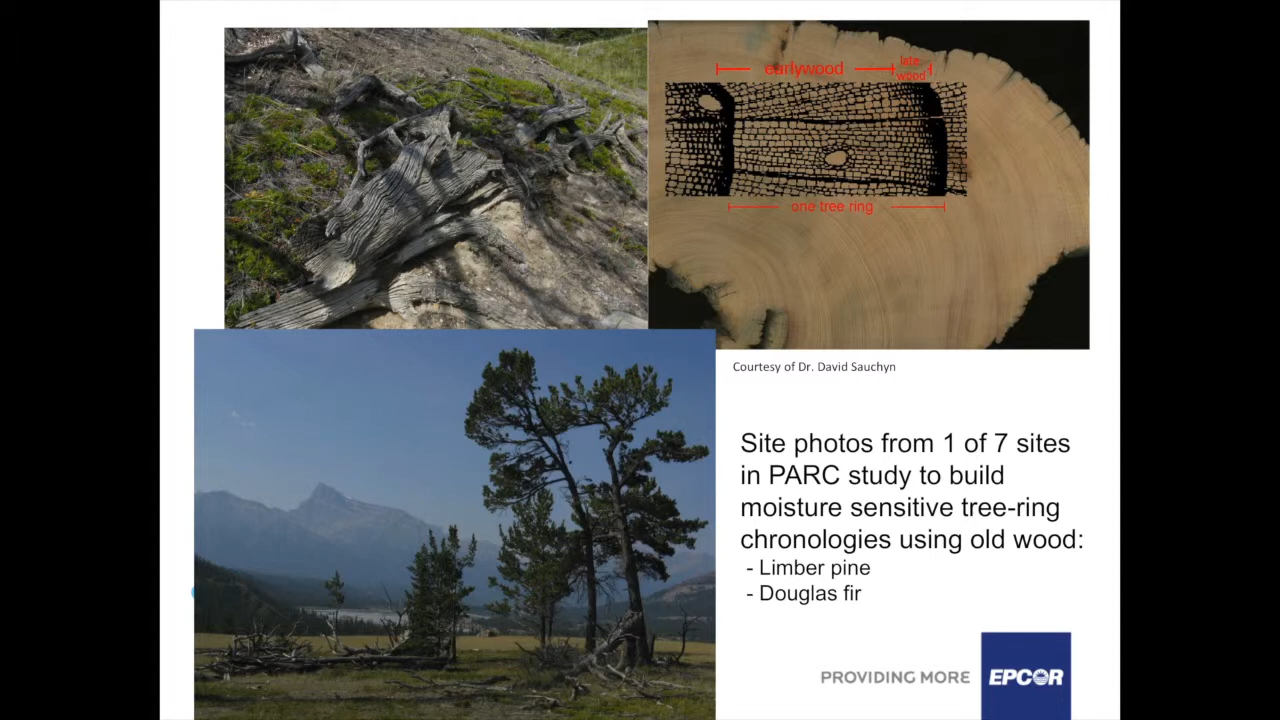 earlywood
late
wood
one tree ring
Courtesy of Dr. David Sauchyn
Site photos from 1 of 7 sites
in PARC study to build
moisture sensitive tree-ring
chronologies using old wood:
- Limber pine
- Douglas fir
PROVIDING MORE
EPCOR